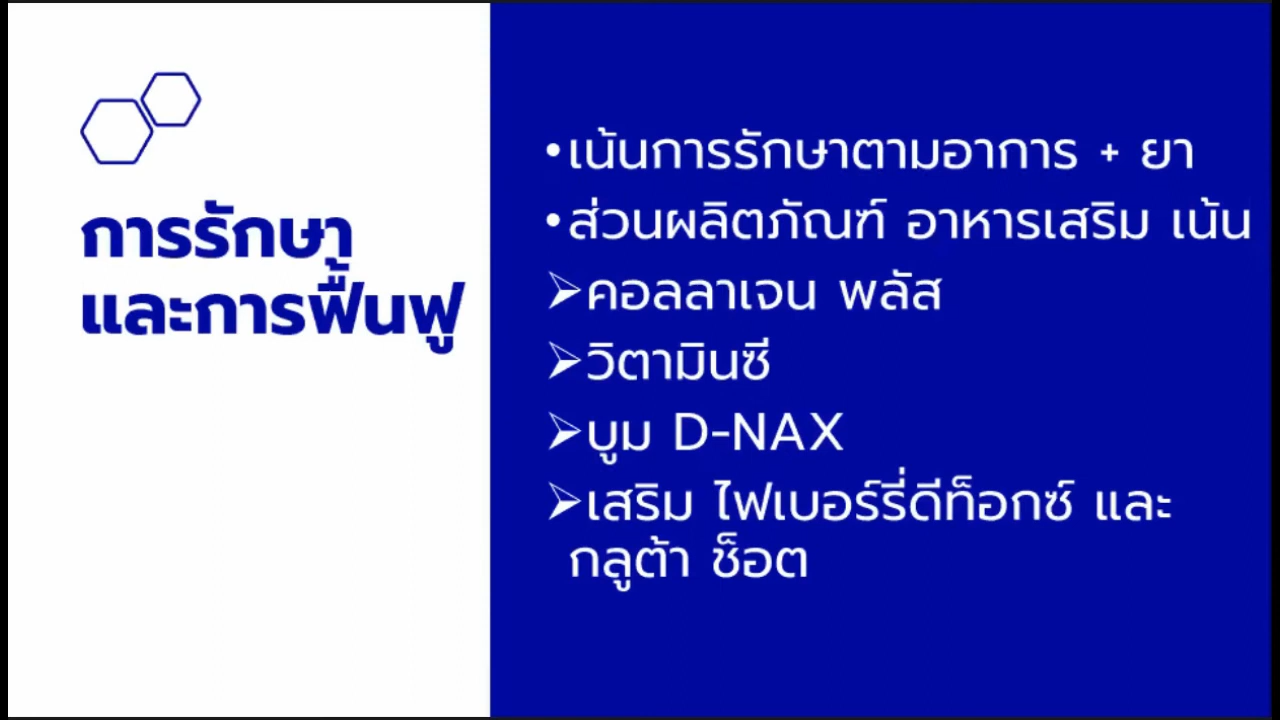 การรักษา
และการฟื้นฟู
•เน้นการรักษาตามอาการ + ยา
•ส่วนผลิตภัณฑ์ อาหารเสริม เน้น
➢คอลลาเจน พลัส
➢วิตามินซี
➢บูม D-NAX
➢เสริม ไฟเบอร์รี่ดีท็อกซ์ และ
กลูต้า ช็อต